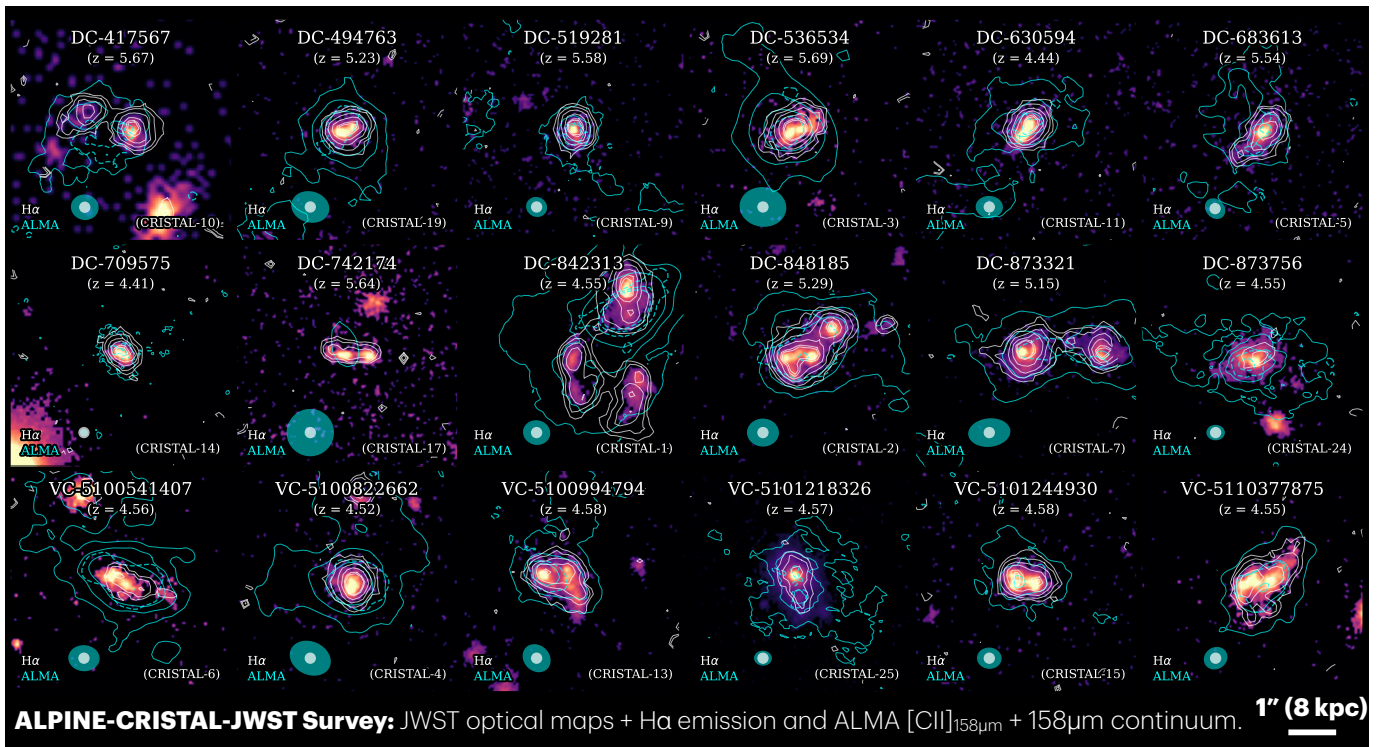 DC-417567 DC-494763 DC-519281 DC-536534 DC-630594 DC-683613
(z = 5.67) (z = 5.23) (z = 5.58) (z = 5.69) (z = 4.44) (z = 5.54)
Hα Hα Hα Hα Hα Hα
ALMA (CRISTAL-10) ALMA (CRISTAL-19) ALMA (CRISTAL-9) ALMA (CRISTAL-3) ALMA (CRISTAL-11) ALMA (CRISTAL-5)
DC-709575 DC-742174 DC-842313 DC-848185 DC-873321 DC-873756
(z = 4.41) (z = 5.64) (z = 4.55) (z = 5.29) (z = 5.15) (z = 4.55)
Hα Hα Hα Hα Hα Hα
ALMA (CRISTAL-14) ALMA (CRISTAL-17) ALMA (CRISTAL-1) ALMA (CRISTAL-2) ALMA (CRISTAL-7) ALMA (CRISTAL-24)
VC-5100541407 VC-5100822662 VC-5100994794 VC-5101218326 VC-5101244930 VC-5110377875
(z = 4.56) (z = 4.52) (z = 4.58) (z = 4.57) (z = 4.58) (z = 4.55)
Hα Hα Hα Hα Hα Hα
ALMA (CRISTAL-6) ALMA (CRISTAL-4) ALMA (CRISTAL-13) ALMA (CRISTAL-25) ALMA (CRISTAL-15) ALMA
ALPINE-CRISTAL-JWST Survey: JWST optical maps + Hα emission and ALMA [CII]158μm + 158μm continuum. 1” (8 kpc)